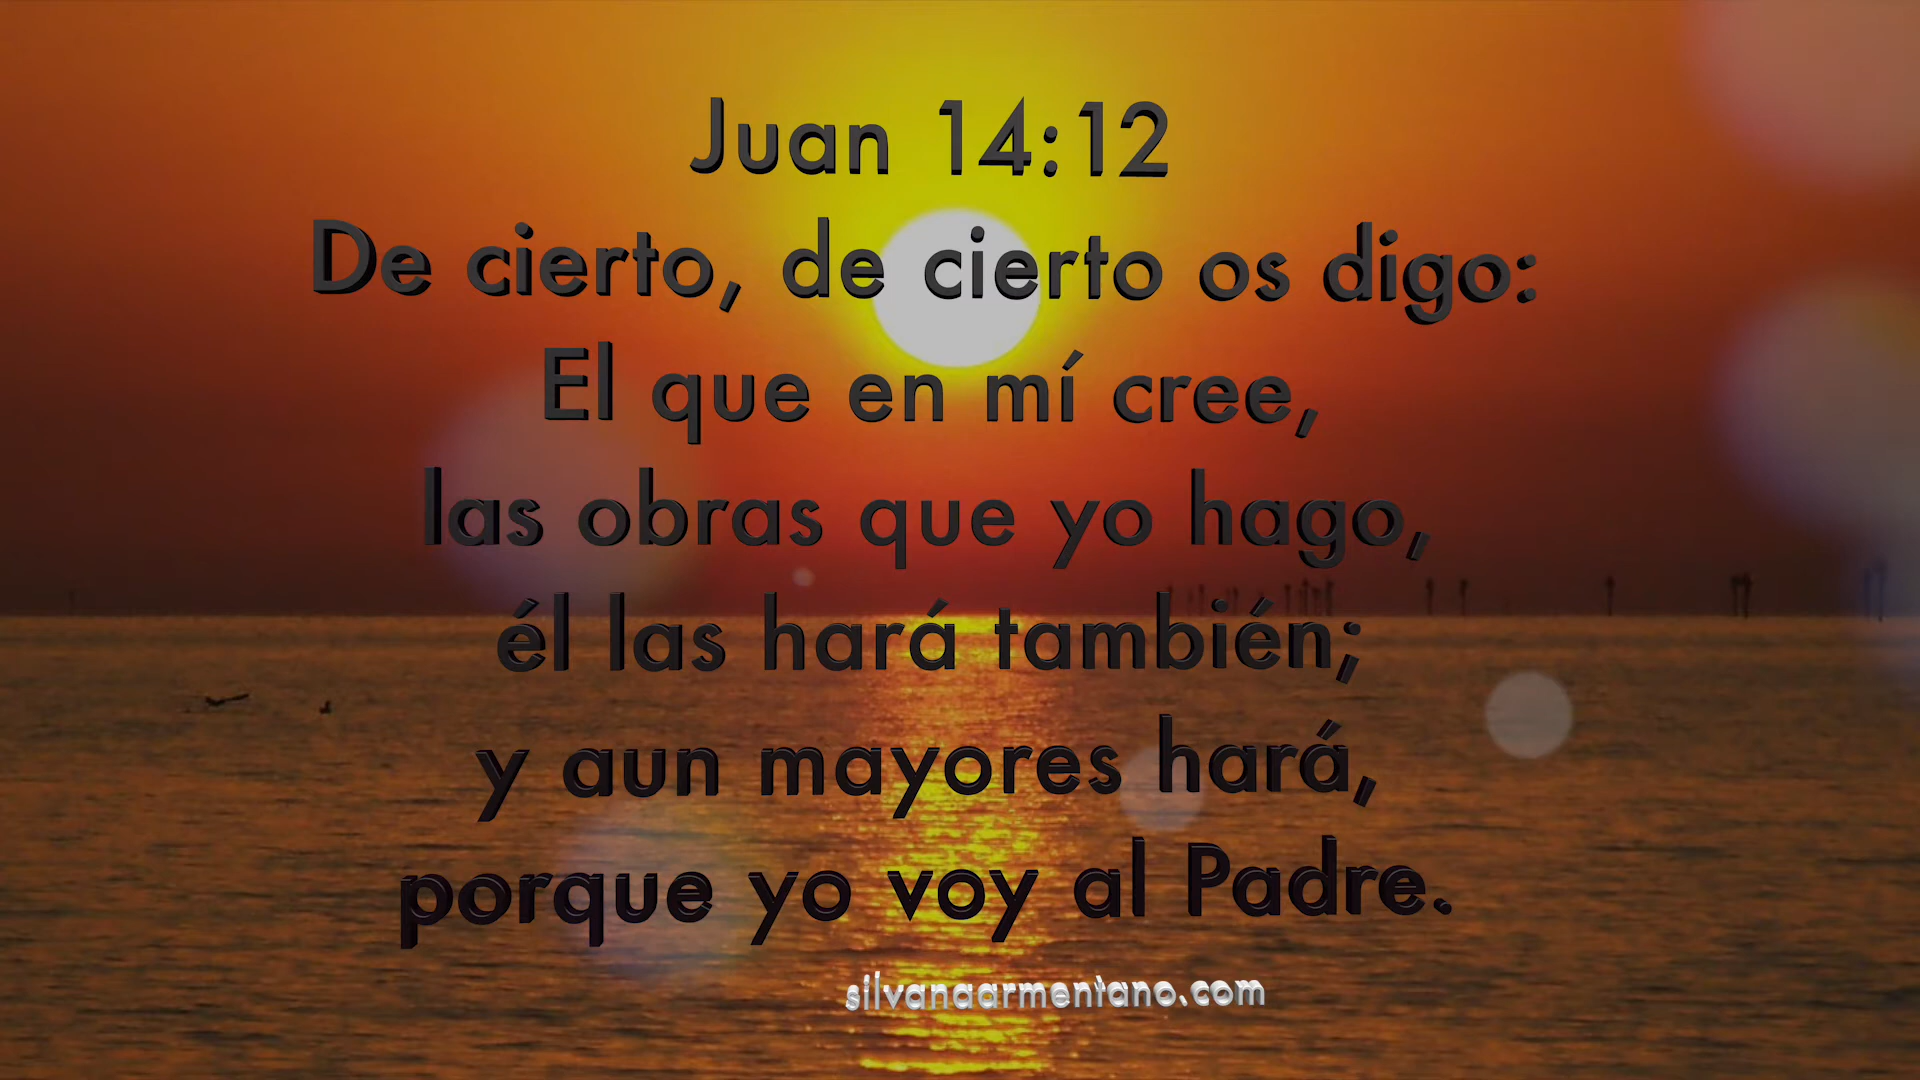 Juan 14:12
De cierto, de cierto os digo:
El que en mí cree,
las obras que yo hago,
él las hará también;
y aun mayores hará,
porque yo voy al Padre.
silvanaarmentano.com